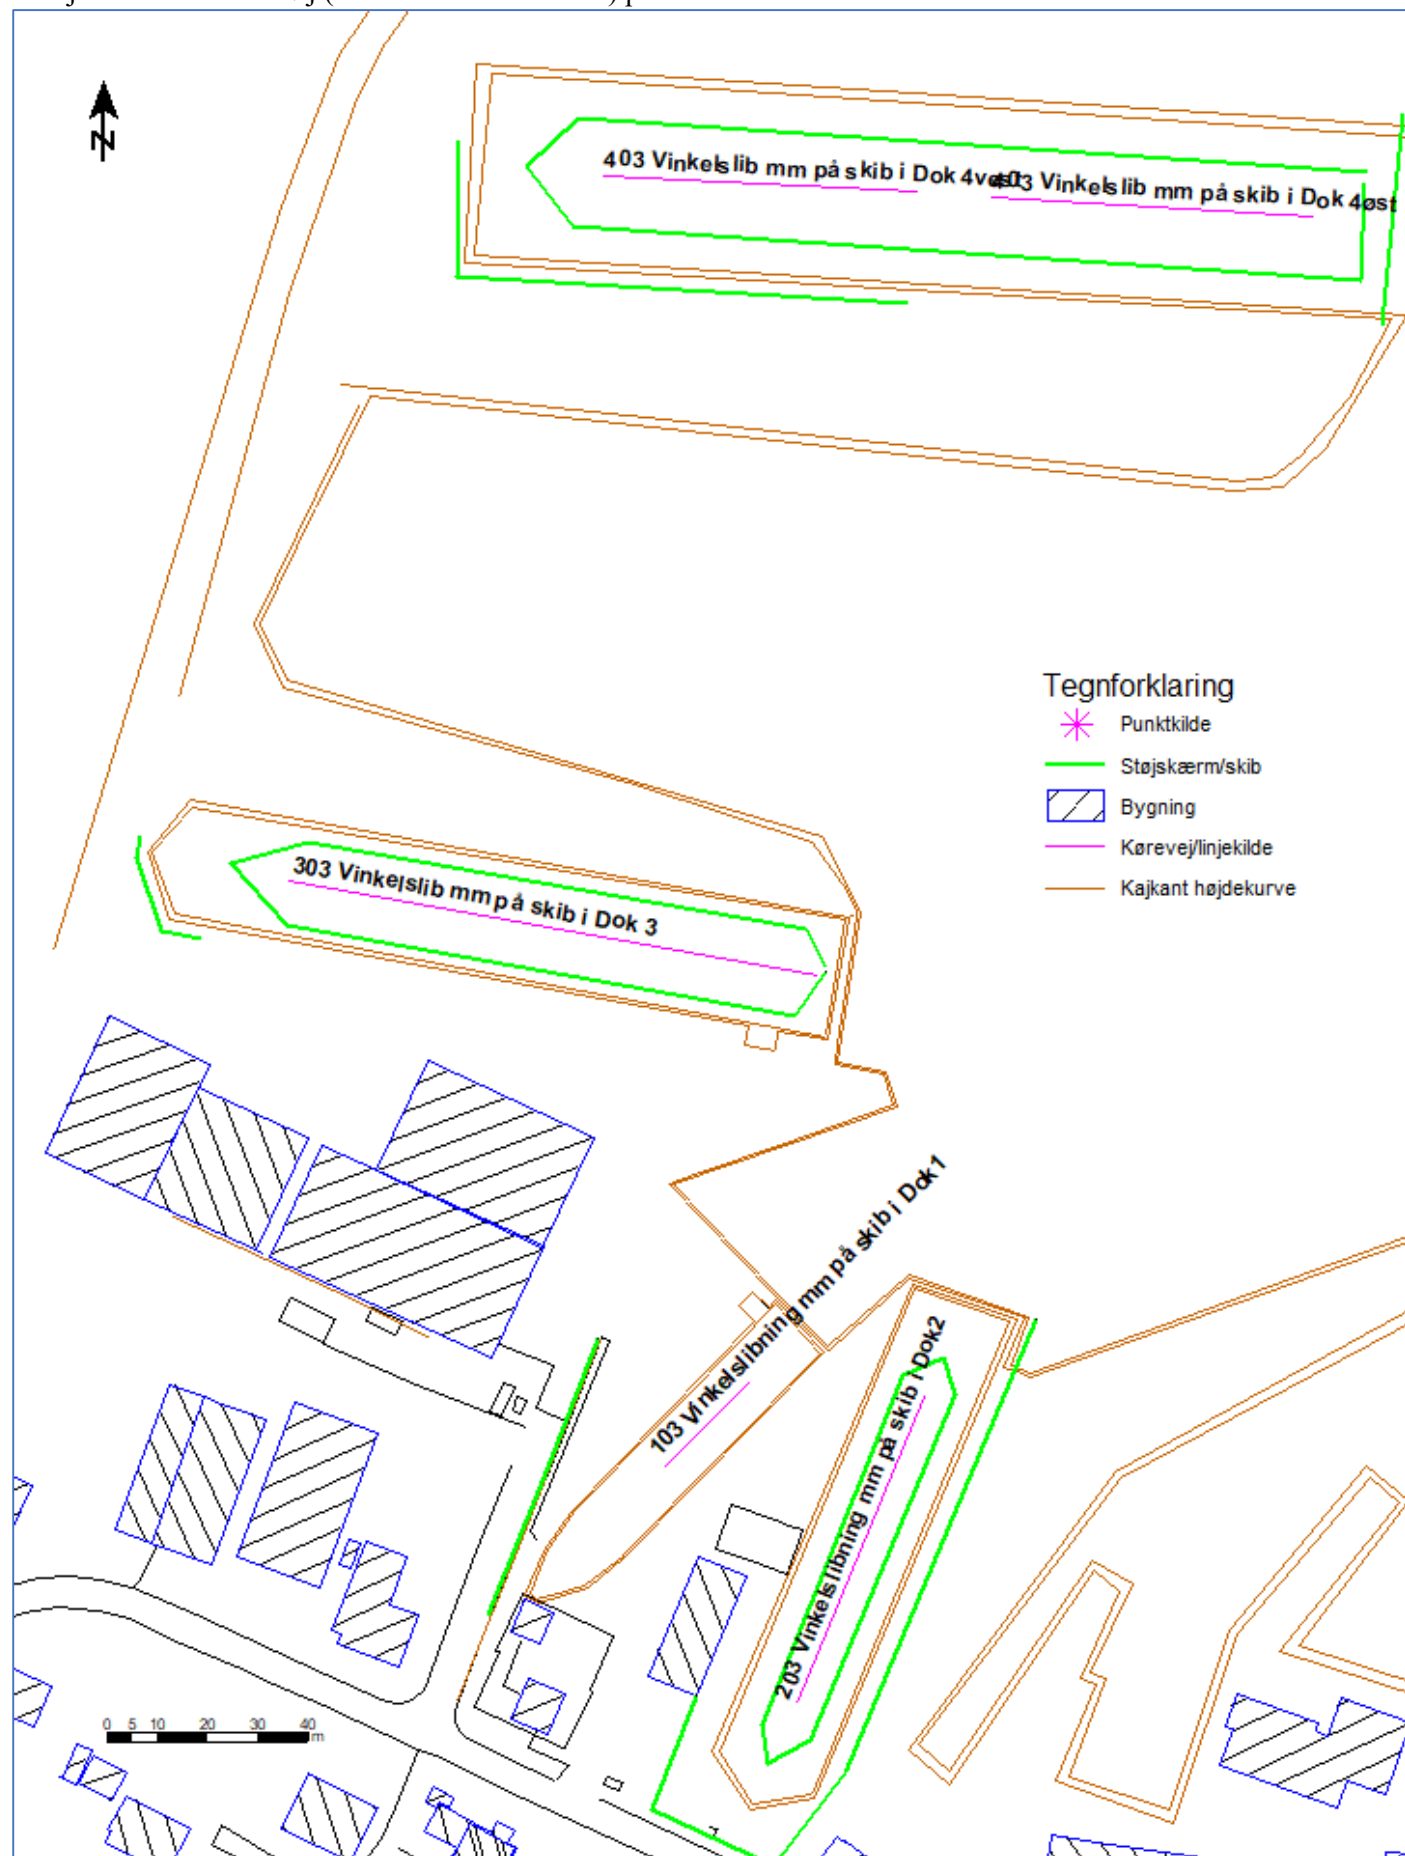 N
403 Vinkelslib mm på skib i Dok 4vest
403 Vinkelslib mm på skib i Dok 4øst
Tegnforklaring
Punktkilde
Støjskærm/skib
Bygning
Kørevej/linjekilde
Kajkant højdekurve
303 Vinkelslib mm på skib i Dok 3
103 Vinkelslibning mm på skib i Dok1
203 Vinkelslibning mm på skib i Dok2
0 5 10 20 30 40
m